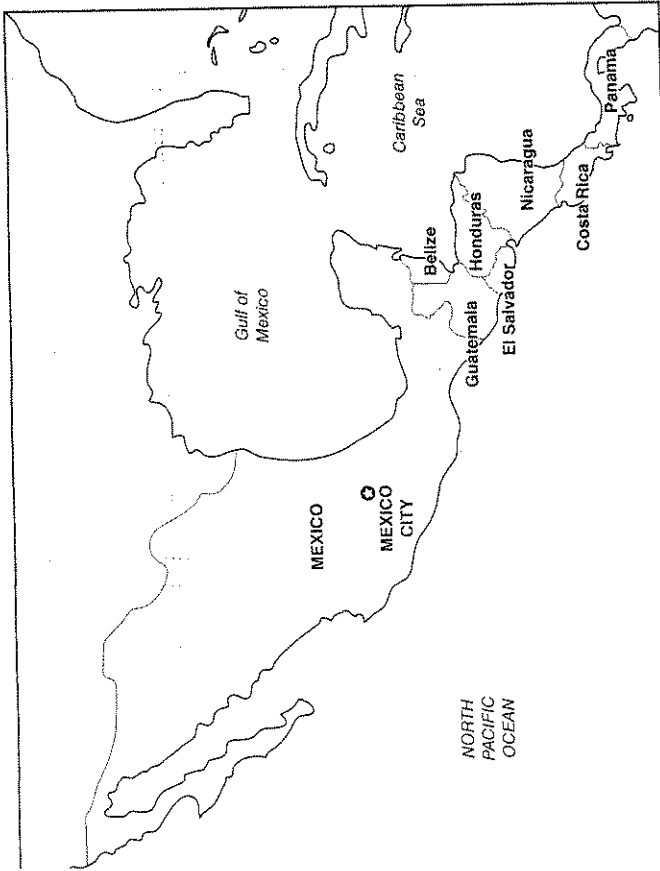 Gulf of
Mexico
Caribbean
Sea
MEXICO
MEXICO
CITY
Belize
Honduras
Guatemala
El Salvador
Nicaragua
Costa Rica
Panama
NORTH
PACIFIC
OCEAN